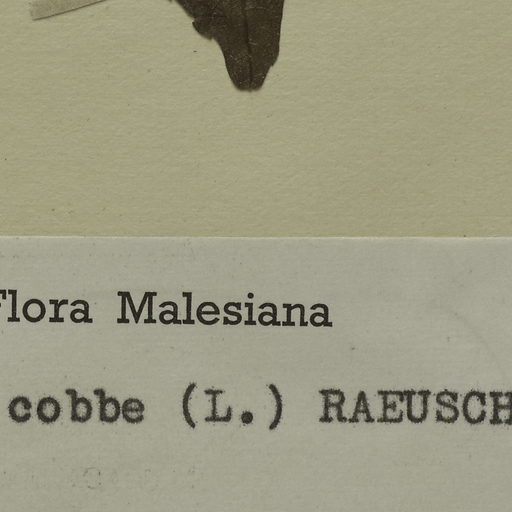 Flora Malesiana
cobbe (L.) RAEUSCH